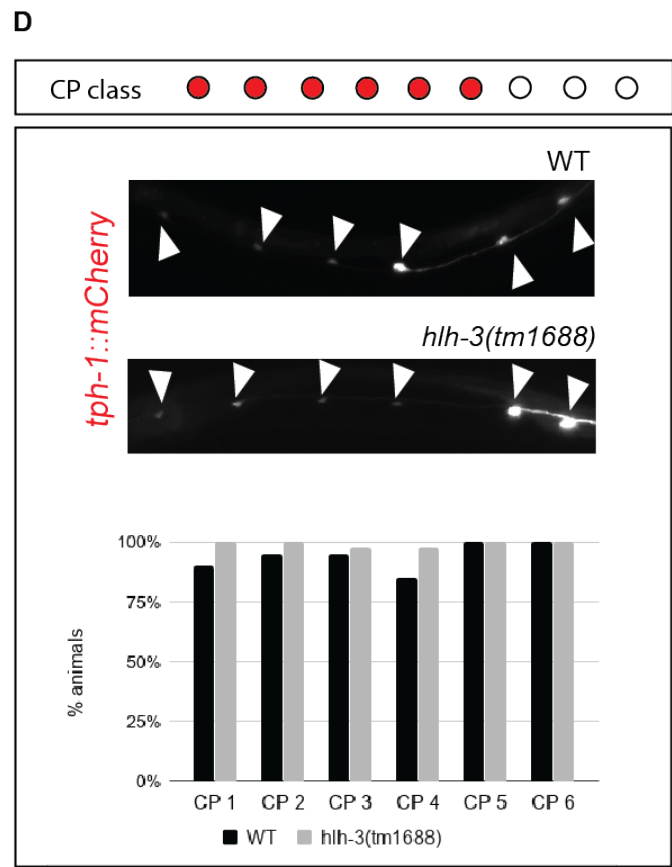 D
CP class
WT
tph-1::mCherry
hlh-3(tm1688)
100%
75%
50%
25%
0%
% animals
CP 1 CP 2 CP 3 CP 4 CP 5 CP 6
WT hlh-3(tm1688)